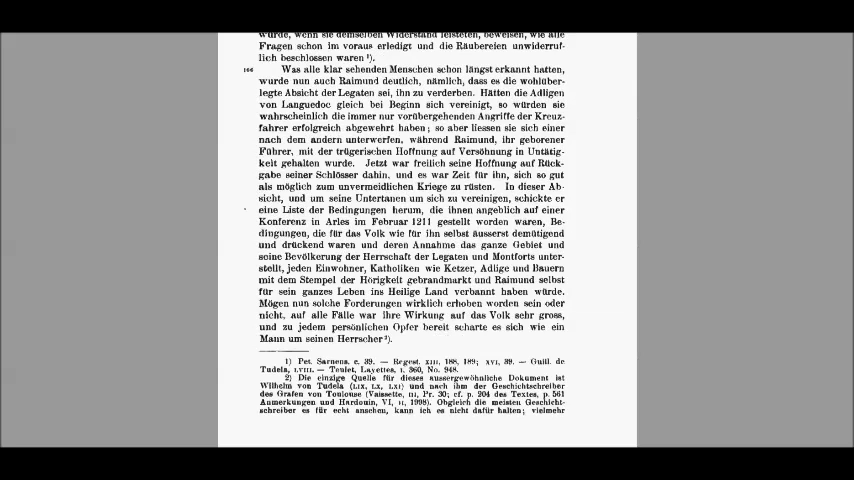 wurde, wenn sie demselben Widerstand leisteten, beweisen, wie alle
Fragen schon im voraus erledigt und die Räubereien unwiderruf-
lich beschlossen waren ¹).
166 Was alle klar sehenden Menschen schon längst erkannt hatten,
wurde nun auch Raimund deutlich, nämlich, dass es die wohlüber-
legte Absicht der Legaten sei, ihn zu verderben. Hätten die Adligen
von Languedoc gleich bei Beginn sich vereinigt, so würden sie
wahrscheinlich die immer nur vorübergehenden Angriffe der Kreuz-
fahrer erfolgreich abgewehrt haben; so aber liessen sie sich einer
nach dem andern unterwerfen, während Raimund, ihr geborener
Führer, mit der trügerischen Hoffnung auf Versöhnung in Untätig-
keit gehalten wurde. Jetzt war freilich seine Hoffnung auf Rück-
gabe seiner Schlösser dahin, und es war Zeit für ihn, sich so gut
als möglich zum unvermeidlichen Kriege zu rüsten. In dieser Ab-
sicht, und um seine Untertanen um sich zu vereinigen, schickte er
eine Liste der Bedingungen herum, die ihnen angeblich auf einer
Konferenz in Arles im Februar 1211 gestellt worden waren, Be-
dingungen, die für das Volk wie für ihn selbst äusserst demütigend
und drückend waren und deren Annahme das ganze Gebiet und
seine Bevölkerung der Herrschaft der Legaten und Montforts unter-
stellt, jeden Einwohner, Katholiken wie Ketzer, Adlige und Bauern
mit dem Stempel der Hörigkeit gebrandmarkt und Raimund selbst
für sein ganzes Leben ins Heilige Land verbannt haben würde.
Mögen nun solche Forderungen wirklich erhoben worden sein oder
nicht, auf alle Fälle war ihre Wirkung auf das Volk sehr gross,
und zu jedem persönlichen Opfer bereit scharte es sich wie ein
Mann um seinen Herrscher ²).
1) Pet. Sarnens. c. 39. — Regest. XIII, 188, 189; XVI, 39. — Guill. de
Tudela, LVIII. — Teulet, Layettes, I. 360, No. 948.
2) Die einzige Quelle für dieses aussergewöhnliche Dokument ist
Wilhelm von Tudela (LIX, LX, LXI) und nach ihm der Geschichtschreiber
des Grafen von Toulouse (Vaissette, III, Pr. 30; cf. p. 204 des Textes, p. 561
Anmerkungen und Hardouin, VI, II, 1998). Obgleich die meisten Geschicht-
schreiber es für echt ansehen, kann ich es nicht dafür halten; vielmehr